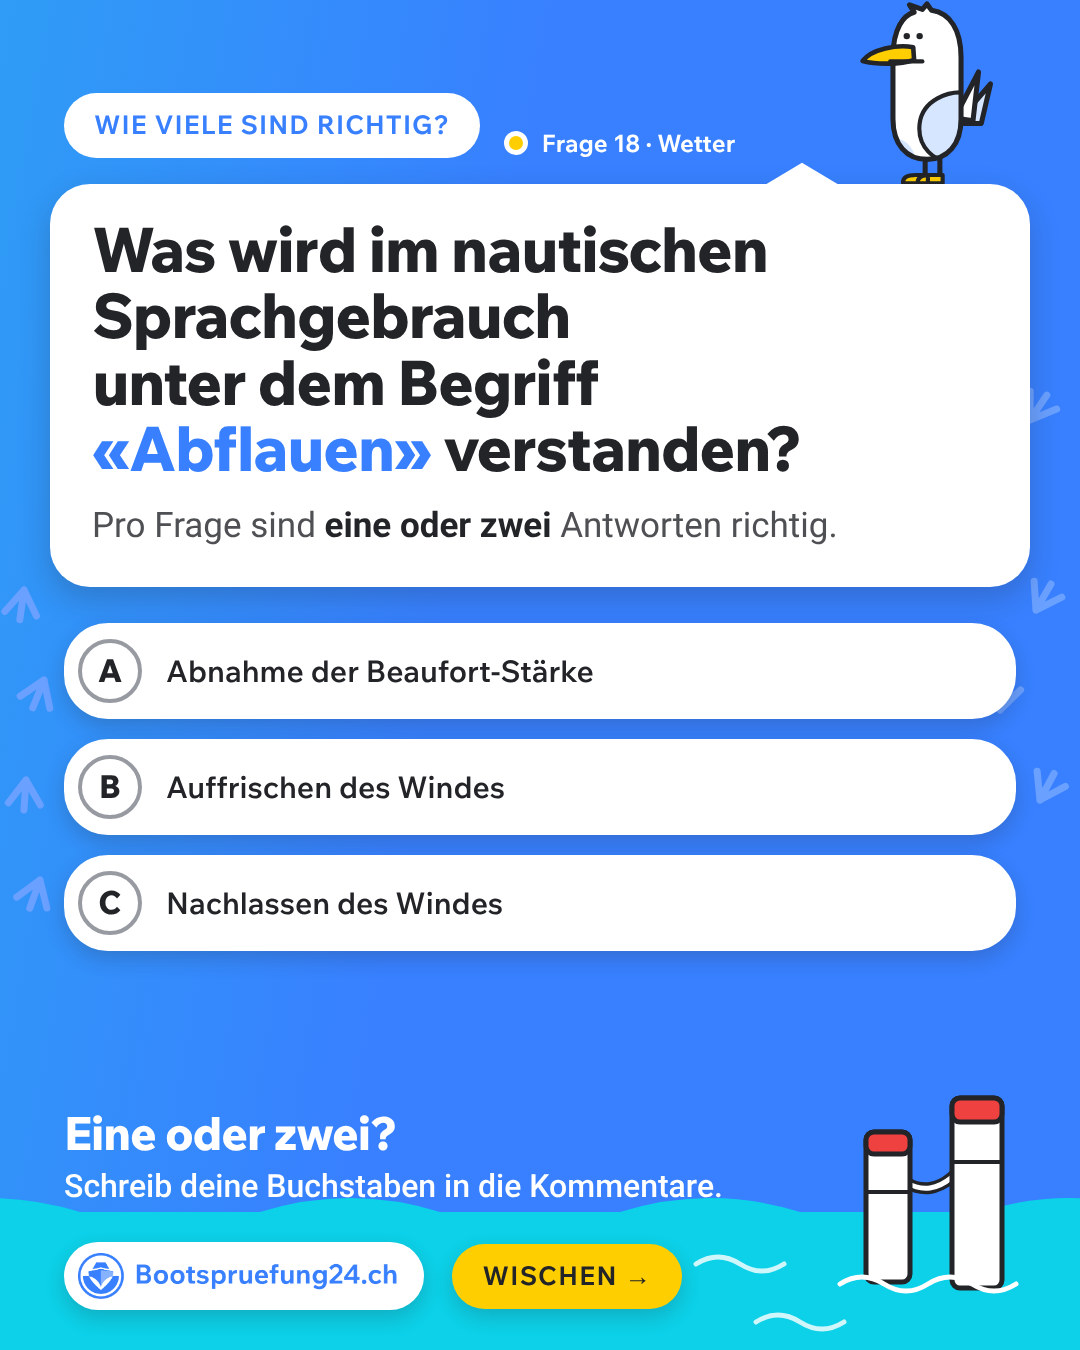 WIE VIELE SIND RICHTIG?
Frage 18 · Wetter
Was wird im nautischen
Sprachgebrauch
unter dem Begriff
«Abflauen» verstanden?
Pro Frage sind eine oder zwei Antworten richtig.
A Abnahme der Beaufort-Stärke
B Auffrischen des Windes
C Nachlassen des Windes
Eine oder zwei?
Schreib deine Buchstaben in die Kommentare.
Bootspruefung24.ch
WISCHEN →